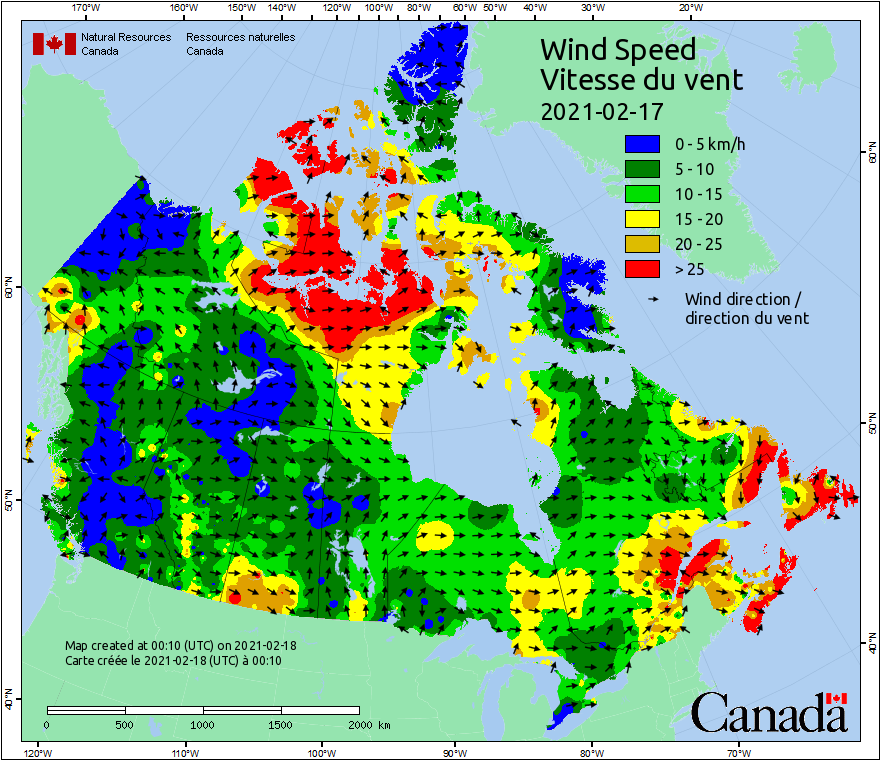 170°W 160°W 150°W 140°W 120°W 100°W 80°W 60°W 50°W 40°W 30°W 20°W
Natural Resources Ressources naturelles
Canada Canada
Wind Speed
Vitesse du vent
2021-02-17
0 - 5 km/h
5 - 10
10 - 15
15 - 20
20 - 25
> 25
Wind direction /
direction du vent
60°N 60°N
50°N 50°N
40°N 40°N
Map created at 00:10 (UTC) on 2021-02-18
Carte créée le 2021-02-18 (UTC) à 00:10
0 500 1000 1500 2000 km
Canada
120°W 110°W 100°W 90°W 80°W 70°W